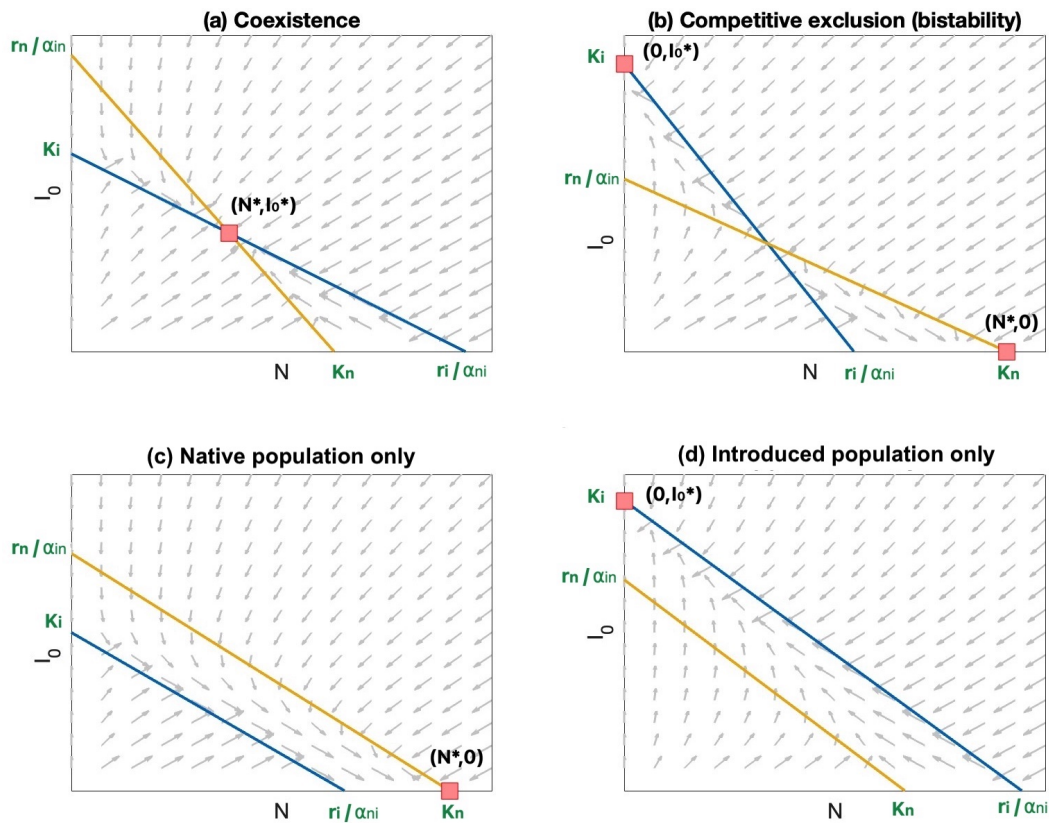 (a) Coexistence
rn / αin
Ki
I0
(N*,I0*)
N
Kn
ri / αni
(b) Competitive exclusion (bistability)
Ki
(0,I0*)
rn / αin
I0
(N*,0)
N
ri / αni
Kn
(c) Native population only
rn / αin
Ki
I0
(N*,0)
N
ri / αni
Kn
(d) Introduced population only
Ki
(0,I0*)
rn / αin
I0
N
Kn
ri / αni